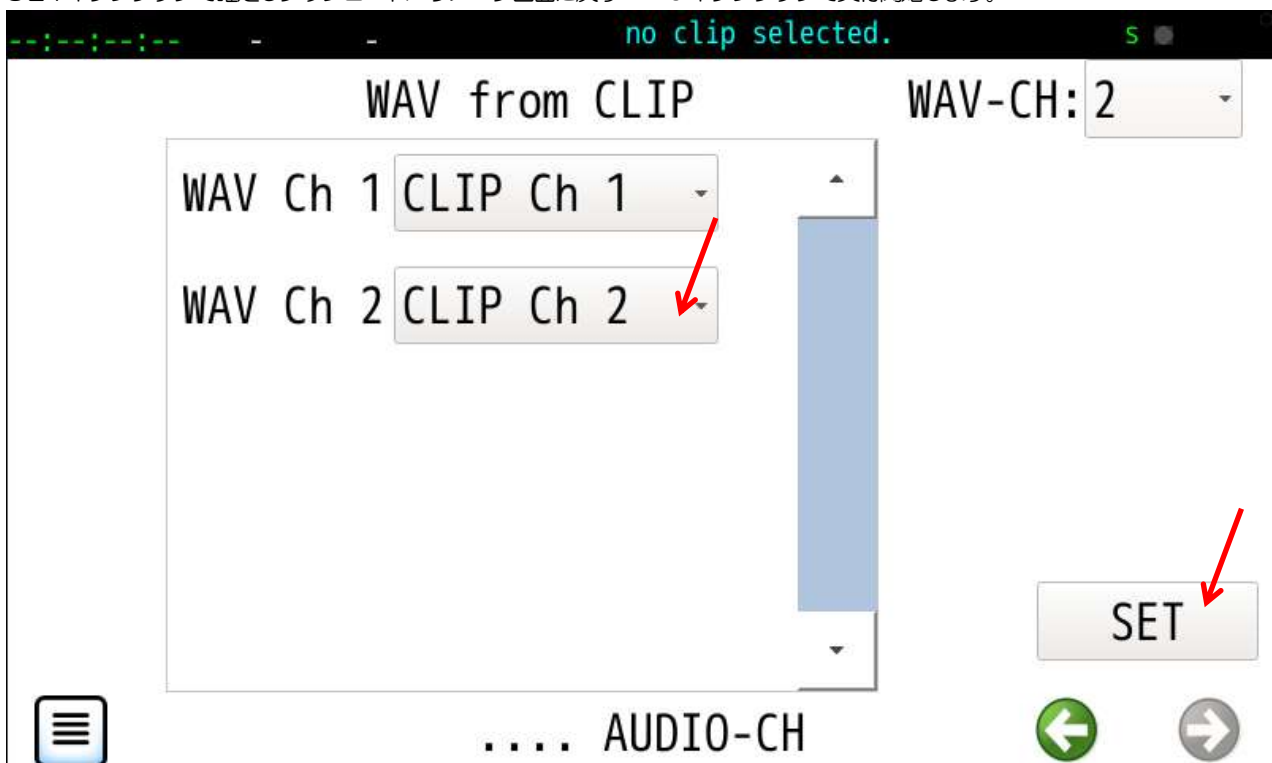 --:--:--:-- - - no clip selected. S
WAV from CLIP WAV-CH: 2
WAV Ch 1 CLIP Ch 1
WAV Ch 2 CLIP Ch 2
SET
.... AUDIO-CH